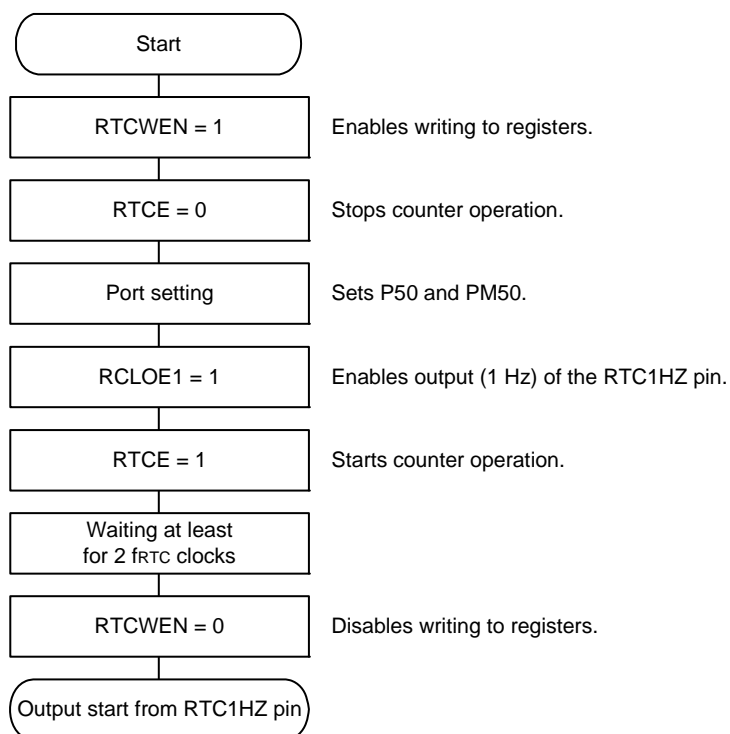 Start
RTCWEN = 1
Enables writing to registers.
RTCE = 0
Stops counter operation.
Port setting
Sets P50 and PM50.
RCLOE1 = 1
Enables output (1 Hz) of the RTC1HZ pin.
RTCE = 1
Starts counter operation.
Waiting at least
for 2 fRTC clocks
RTCWEN = 0
Disables writing to registers.
Output start from RTC1HZ pin